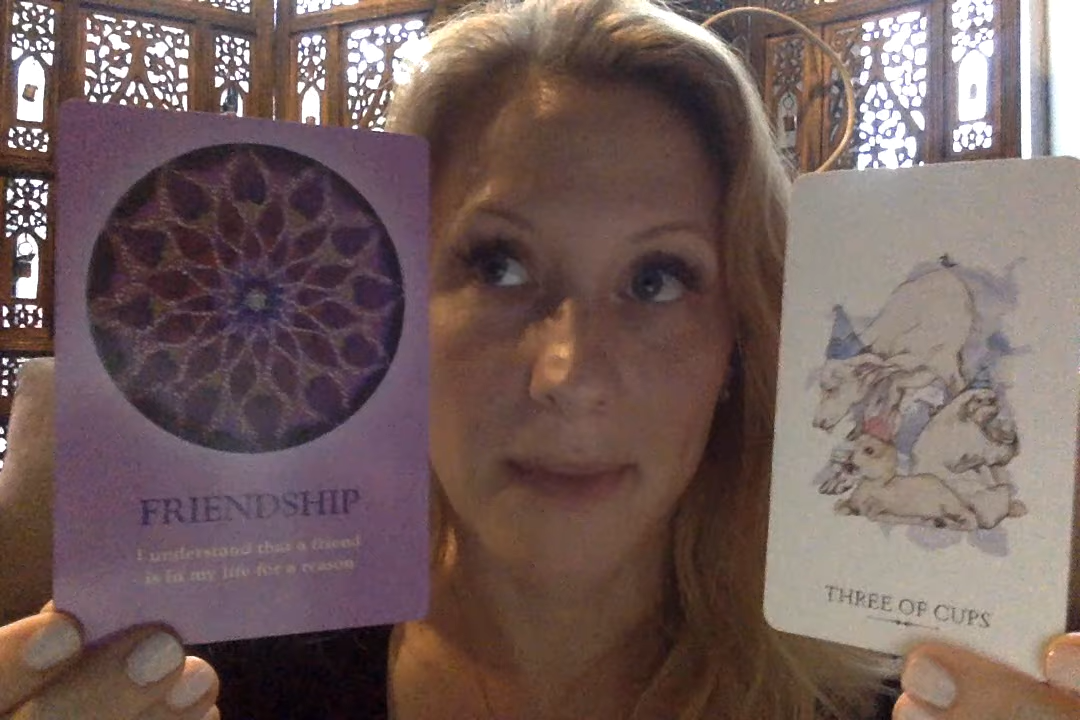 FRIENDSHIP
I understand that a friend
is in my life for a reason
THREE OF CUPS